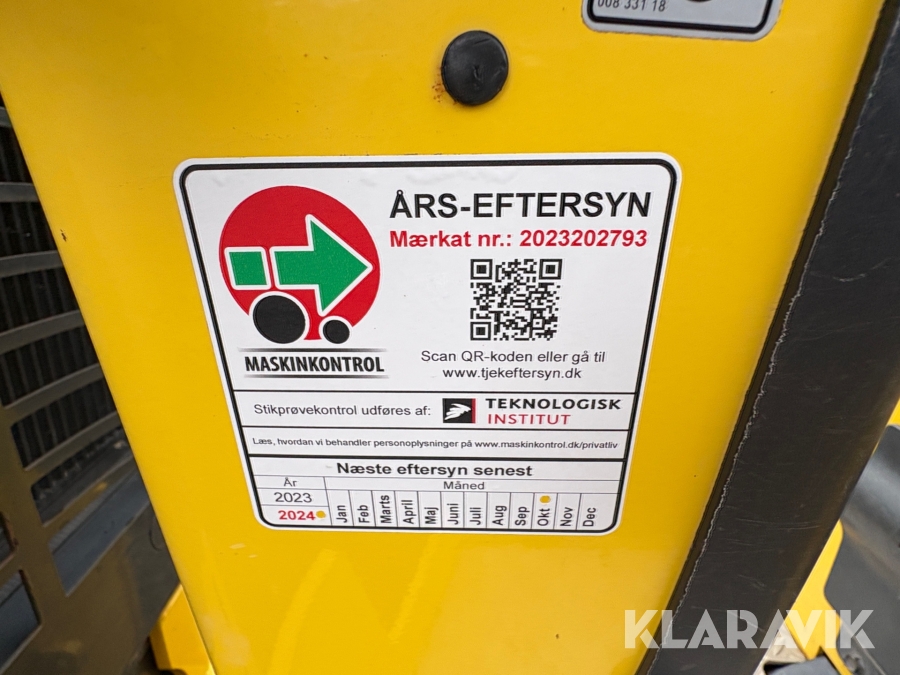 008 331 18
ÅRS-EFTERSYN
Mærkat nr.: 2023202793
MASKINKONTROL
Scan QR-koden eller gå til
www.tjekeftersyn.dk
Stikprøvekontrol udføres af:
TEKNOLOGISK
INSTITUT
Læs, hvordan vi behandler personoplysninger på www.maskinkontrol.dk/privatliv
Næste eftersyn senest
År Måned
2023
2024
Jan Feb Marts April Maj Juni Juli Aug Sep Okt Nov Dec
KLARAVIK